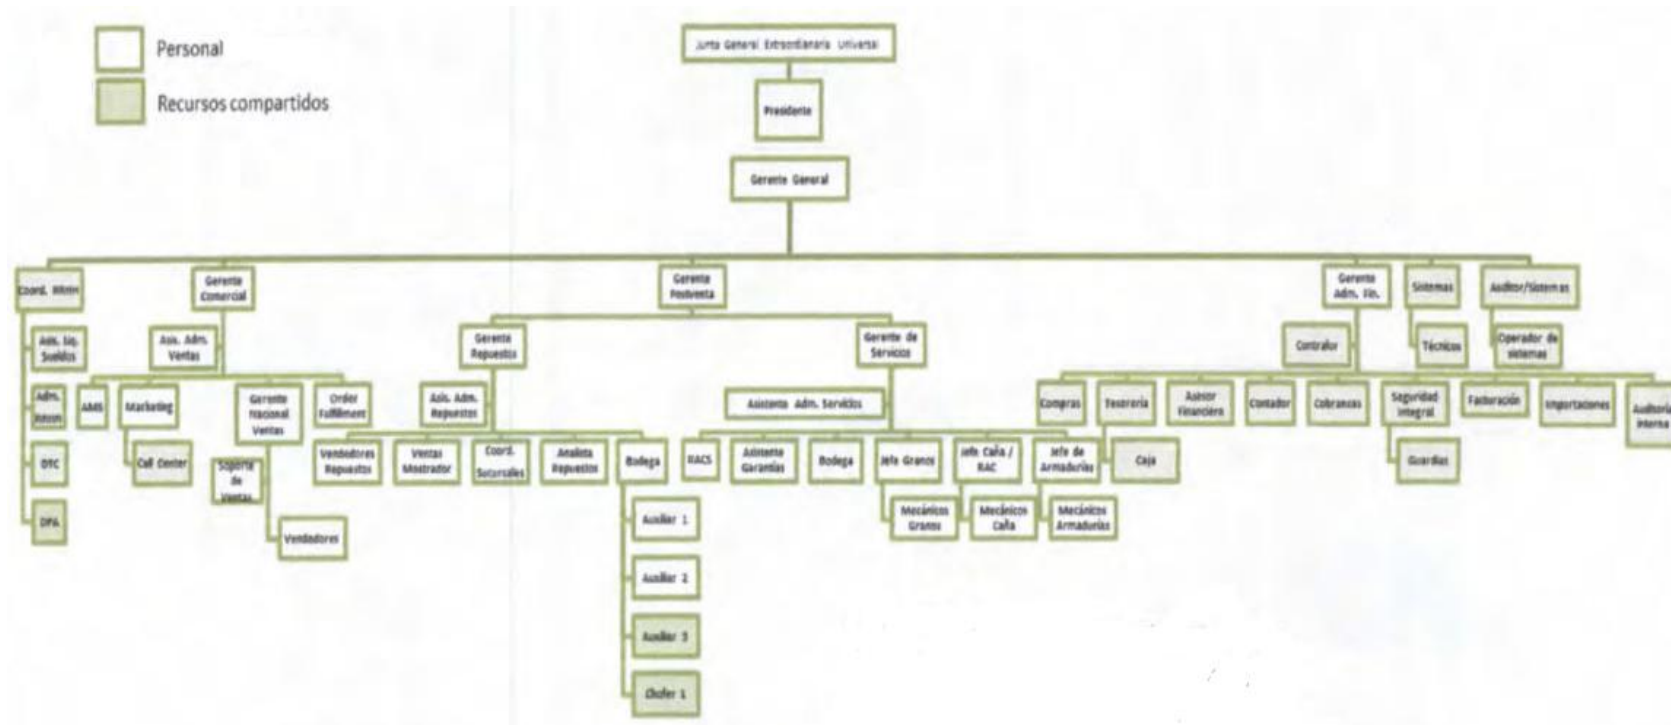 Personal
Recursos compartidos
Junta General Extraordianaria Universal
Presidente
Gerente General
Coord. RRHH
Gerente
Comercial
Gerente
Postventa
Gerente
Adm. Fin.
Sistemas
Auditor/Sistemas
Asis. Liq.
Sueldos
Asis. Adm.
Ventas
Gerente
Repuestos
Gerente de
Servicios
Contralor
Técnicos
Operador de
sistemas
Adm.
RRHH
AMS
Marketing
Gerente
Nacional
Ventas
Order
Fulfilment
Asis. Adm.
Repuestos
Asistente Adm. Servicios
Compras
Tesorería
Asesor
Financiero
Contador
Cobranzas
Seguridad
Integral
Facturación
Importaciones
Auditoría
Interna
DTC
Call Center
Soporte
de
Ventas
Vendedores
Repuestos
Ventas
Mostrador
Coord.
Sucursales
Analista
Repuestos
Bodega
RACS
Asistente
Garantías
Bodega
Jefe Granos
Jefe Caña /
RAC
Jefe de
Armadurías
Caja
Guardias
DPA
Vendedores
Auxiliar 1
Mecánicos
Granos
Mecánicos
Caña
Mecánicos
Armadurías
Auxiliar 2
Auxiliar 3
Chofer 1